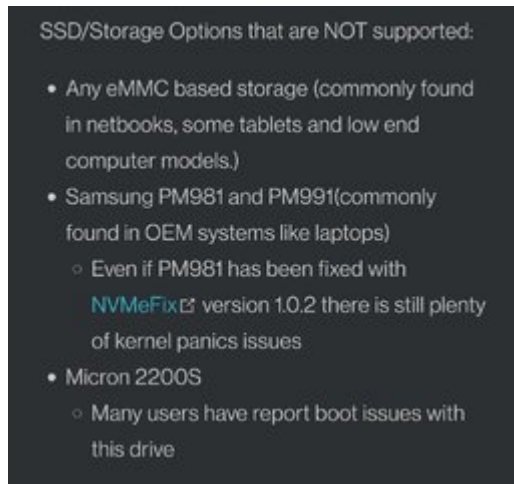 SSD/Storage Options that are NOT supported:
• Any eMMC based storage (commonly found
in netbooks, some tablets and low end
computer models.)
• Samsung PM981 and PM991(commonly
found in OEM systems like laptops)
◦ Even if PM981 has been fixed with
NVMeFix version 1.0.2 there is still plenty
of kernel panics issues
• Micron 2200S
◦ Many users have report boot issues with
this drive